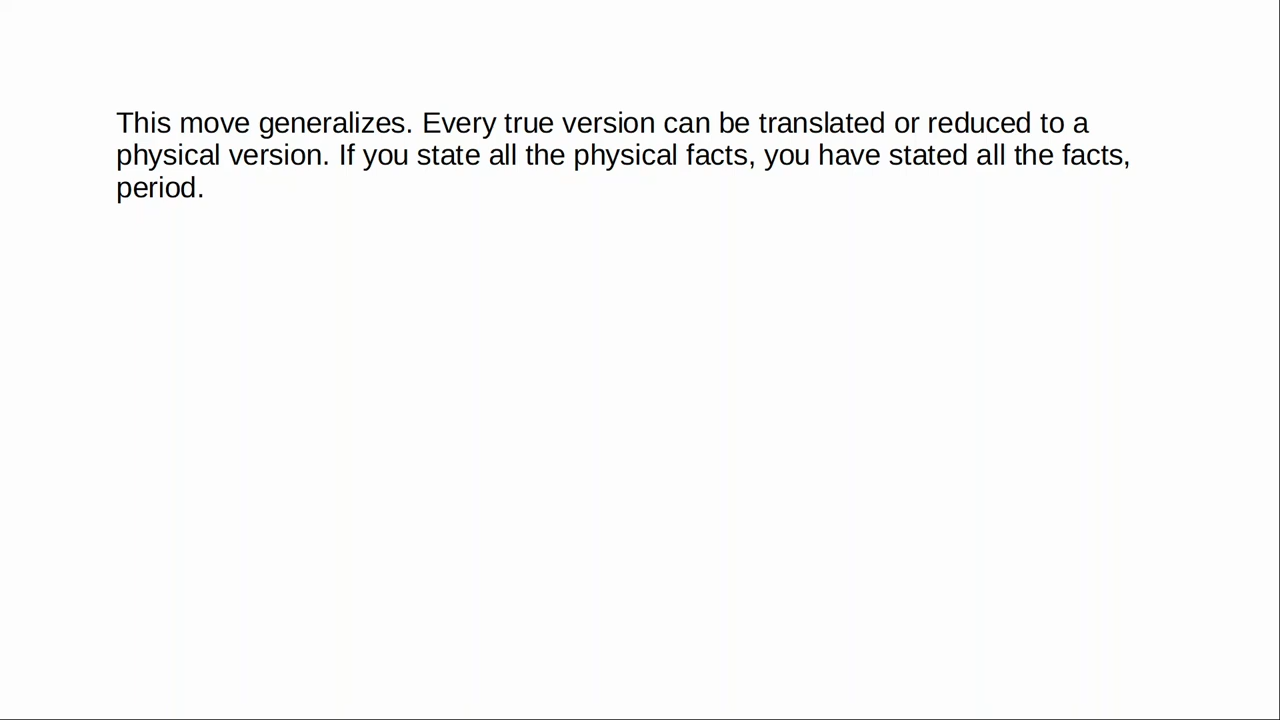 This move generalizes. Every true version can be translated or reduced to a
physical version. If you state all the physical facts, you have stated all the facts,
period.